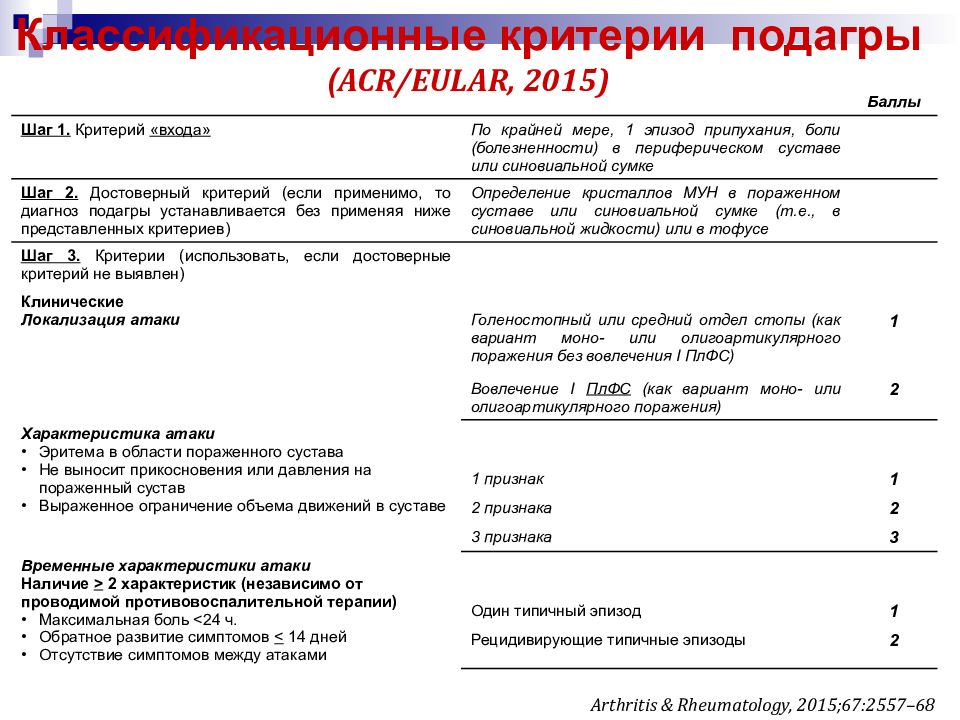 Классификационные критерии подагры
(ACR/EULAR, 2015)
Баллы
Шаг 1. Критерий «входа»
По крайней мере, 1 эпизод припухания, боли
(болезненности) в периферическом суставе
или синовиальной сумке
Шаг 2. Достоверный критерий (если применимо, то
диагноз подагры устанавливается без применяя ниже
представленных критериев)
Определение кристаллов МУН в пораженном
суставе или синовиальной сумке (т.е., в
синовиальной жидкости) или в тофусе
Шаг 3. Критерии (использовать, если достоверные
критерий не выявлен)
Клинические
Локализация атаки
Голеностопный или средний отдел стопы (как
вариант моно- или олигоартикулярного
поражения без вовлечения I ПлФС)
1
Вовлечение I ПлФС (как вариант моно- или
олигоартикулярного поражения)
2
Характеристика атаки
• Эритема в области пораженного сустава
• Не выносит прикосновения или давления на
пораженный сустав
• Выраженное ограничение объема движений в суставе
1 признак 1
2 признака 2
3 признака 3
Временные характеристики атаки
Наличие ≥ 2 характеристик (независимо от
проводимой противовоспалительной терапии)
• Максимальная боль <24 ч.
• Обратное развитие симптомов ≤ 14 дней
• Отсутствие симптомов между атаками
Один типичный эпизод 1
Рецидивирующие типичные эпизоды 2
Arthritis & Rheumatology, 2015;67:2557–68